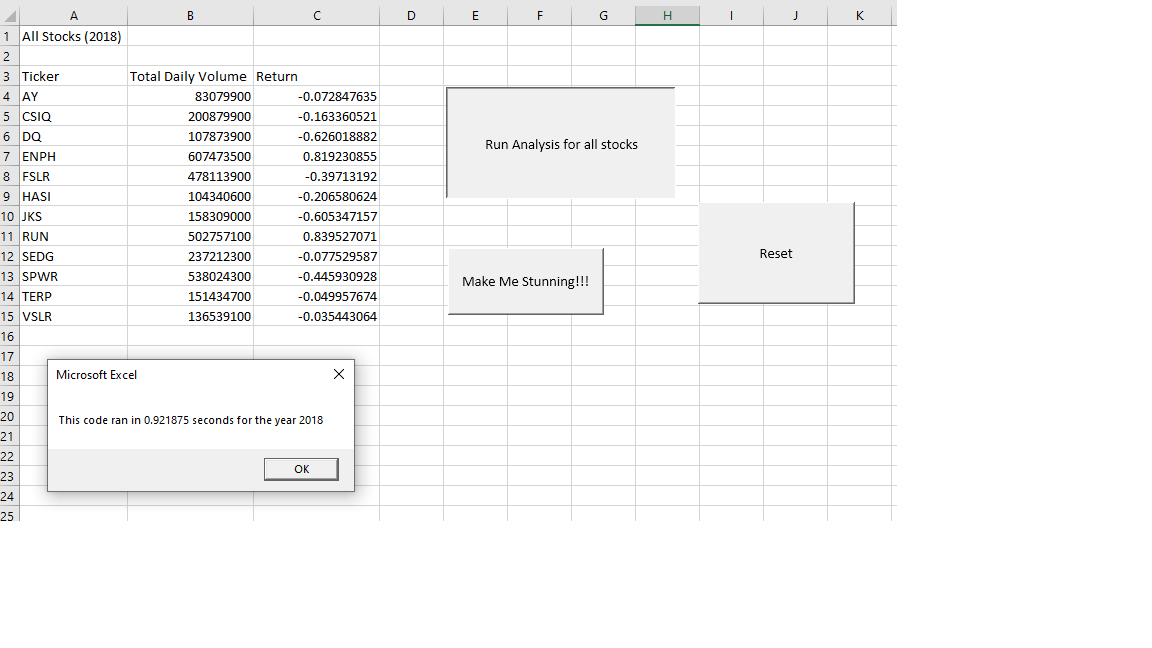 A B C D E F G H I J K
1 All Stocks (2018)
2
3 Ticker Total Daily Volume Return
4 AY 83079900 -0.072847635
5 CSIQ 200879900 -0.163360521
6 DQ 107873900 -0.626018882
7 ENPH 607473500 0.819230855
8 FSLR 478113900 -0.39713192
9 HASI 104340600 -0.206580624
10 JKS 158309000 -0.605347157
11 RUN 502757100 0.839527071
12 SEDG 237212300 -0.077529587
13 SPWR 538024300 -0.445930928
14 TERP 151434700 -0.049957674
15 VSLR 136539100 -0.035443064
16
17
18
19
20
21
22
23
24
25
Run Analysis for all stocks
Reset
Make Me Stunning!!!
Microsoft Excel
This code ran in 0.921875 seconds for the year 2018
OK